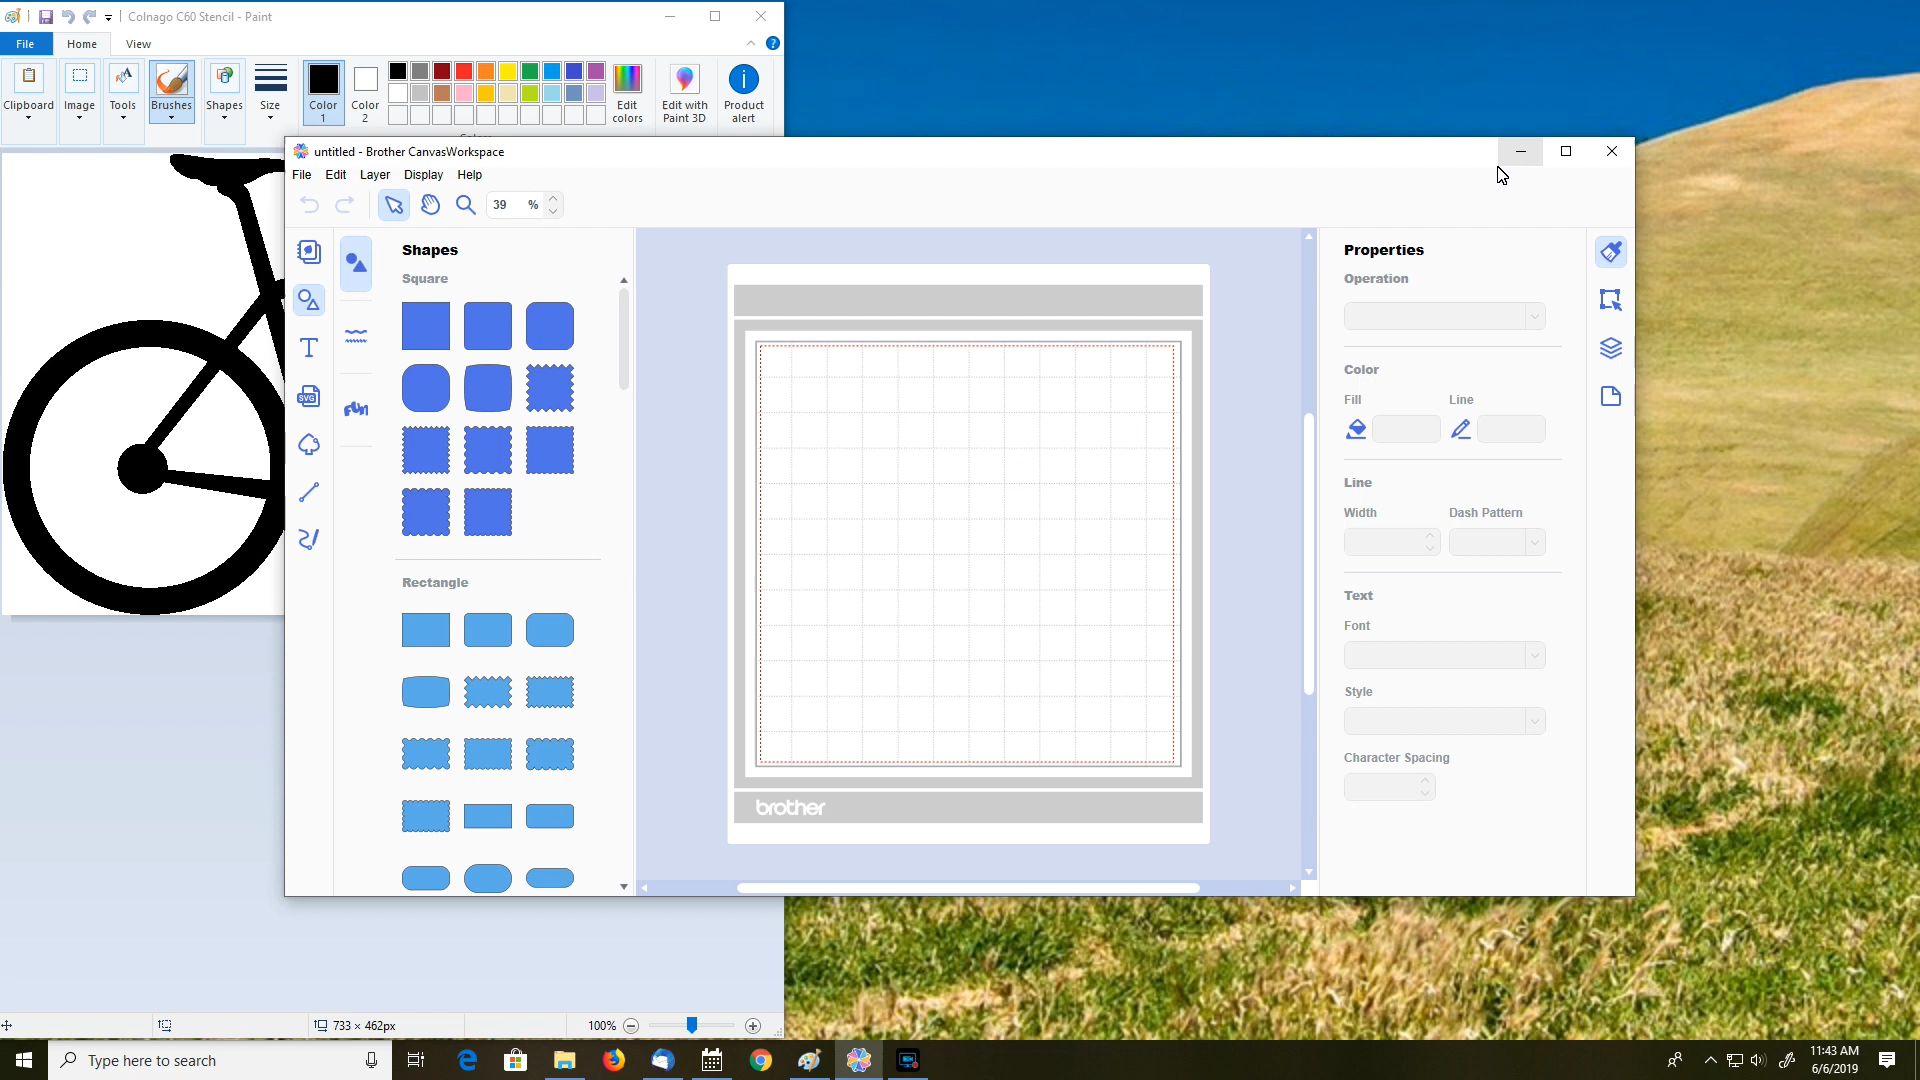 Colnago C60 Stencil - Paint
File
Home
View
Clipboard
Image
Tools
Brushes
Shapes
Size
Color 1
Color 2
Edit colors
Edit with Paint 3D
Product alert
untitled - Brother CanvasWorkspace
File Edit Layer Display Help
39 %
Shapes
Square
SVG
fun
Rectangle
brother
Properties
Operation
Color
Fill
Line
Line
Width
Dash Pattern
Text
Font
Style
Character Spacing
733 × 462px
100%
Type here to search
11:43 AM
6/6/2019